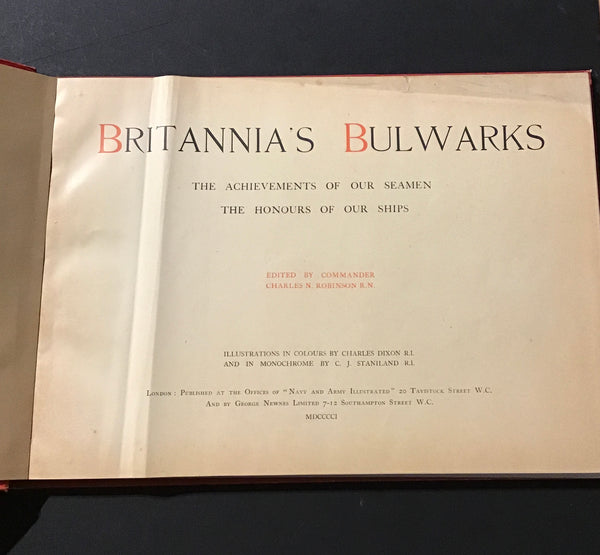 BRITANNIA'S BULWARKS
THE ACHIEVEMENTS OF OUR SEAMEN
THE HONOURS OF OUR SHIPS
EDITED BY COMMANDER
CHARLES N. ROBINSON R.N.
ILLUSTRATIONS IN COLOURS BY CHARLES DIXON R.I.
AND IN MONOCHROME BY C. J. STANILAND R.I.
LONDON : PUBLISHED AT THE OFFICES OF "NAVY AND ARMY ILLUSTRATED" 20 TAVISTOCK STREET W.C.
AND BY GEORGE NEWNES LIMITED 7-12 SOUTHAMPTON STREET W.C.
MDCCCCI